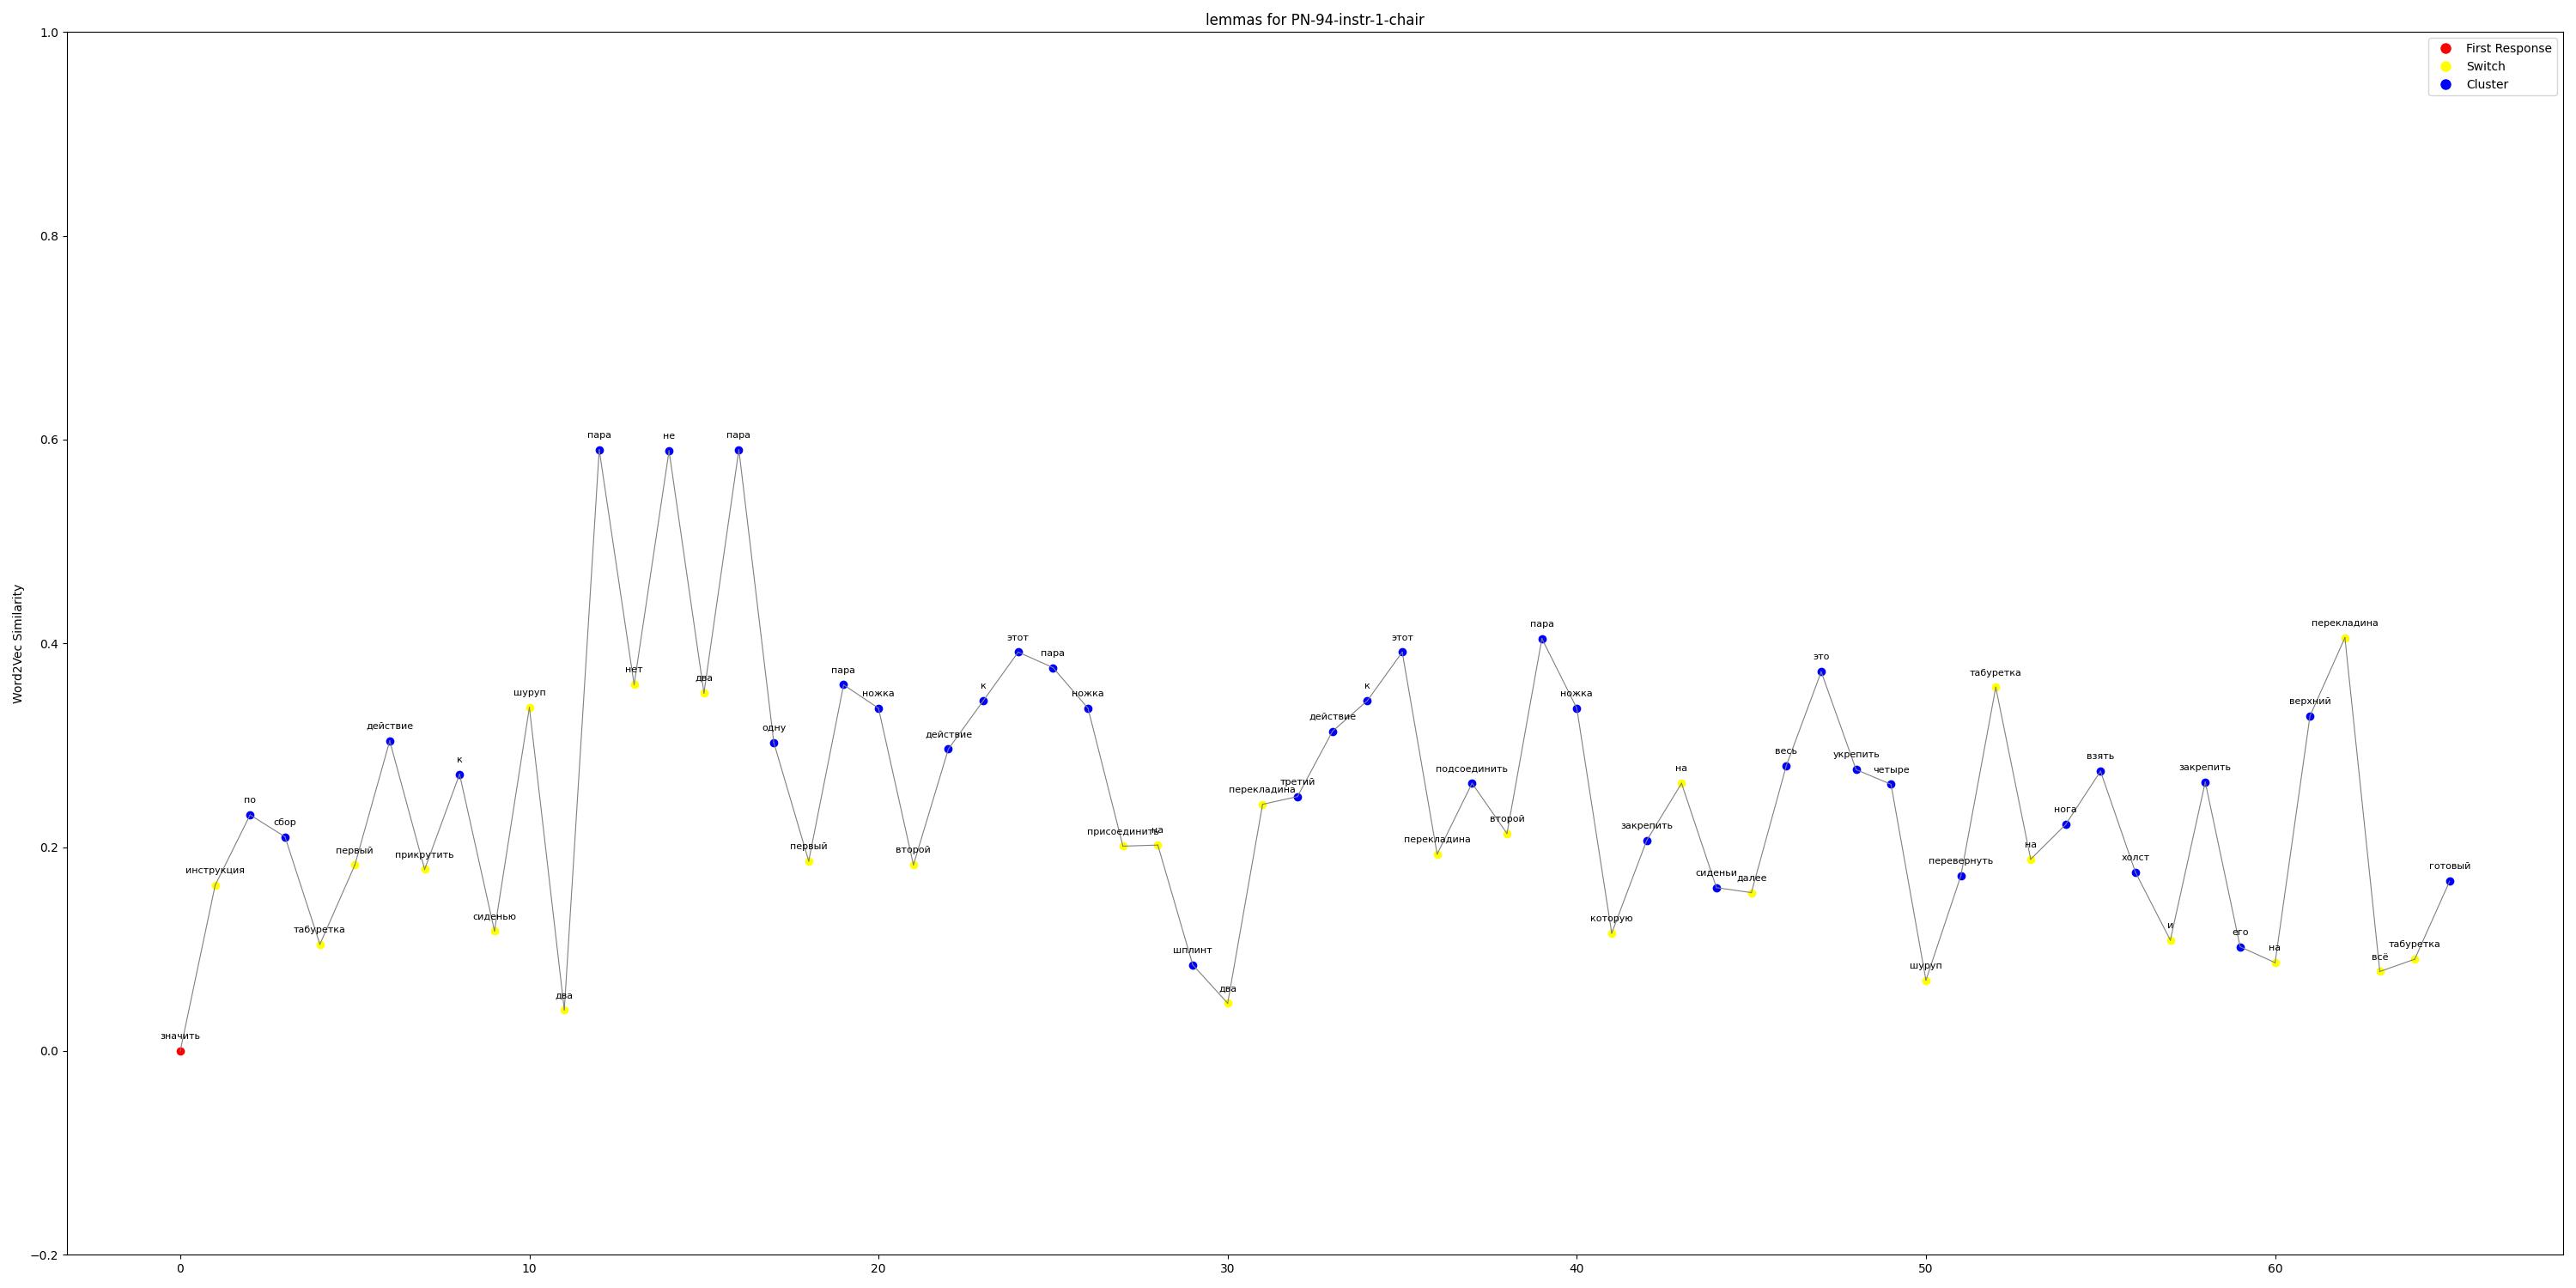 lemmas for PN-94-instr-1-chair
1.0
0.8
0.6
0.4
0.2
0.0
−0.2
Word2Vec Similarity
First Response
Switch
Cluster
значить
инструкция
по
сбор
табуретка
первый
действие
прикрутить
к
сиденью
шуруп
два
пара
нет
не
два
пара
одну
первый
пара
ножка
второй
действие
к
этот
пара
ножка
присоединить
на
шплинт
два
перекладина
третий
действие
к
этот
перекладина
подсоединить
второй
пара
ножка
которую
закрепить
на
сиденьи
далее
весь
это
укрепить
четыре
шуруп
перевернуть
табуретка
на
нога
взять
холст
и
закрепить
его
на
верхний
перекладина
всё
табуретка
готовый
0
10
20
30
40
50
60